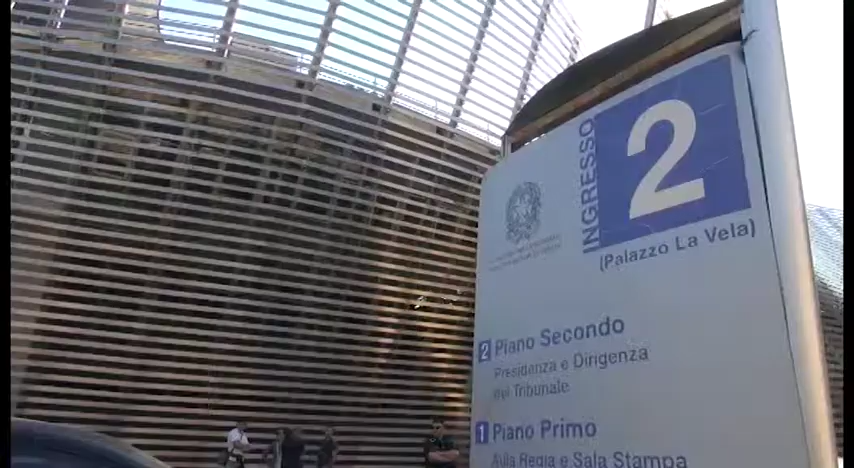 INGRESSO
2
(Palazzo La Vela)
2 Piano Secondo
Presidenza e Dirigenza
del Tribunale
1 Piano Primo
Aula Regia e Sala Stampa